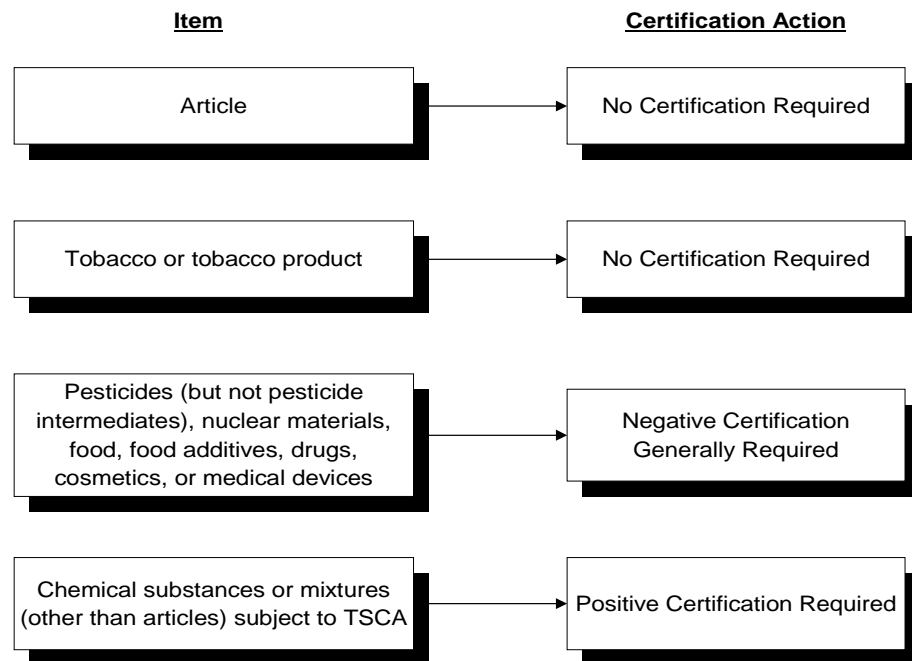 Item
Certification Action
Article
No Certification Required
Tobacco or tobacco product
No Certification Required
Pesticides (but not pesticide
intermediates), nuclear materials,
food, food additives, drugs,
cosmetics, or medical devices
Negative Certification
Generally Required
Chemical substances or mixtures
(other than articles) subject to TSCA
Positive Certification Required